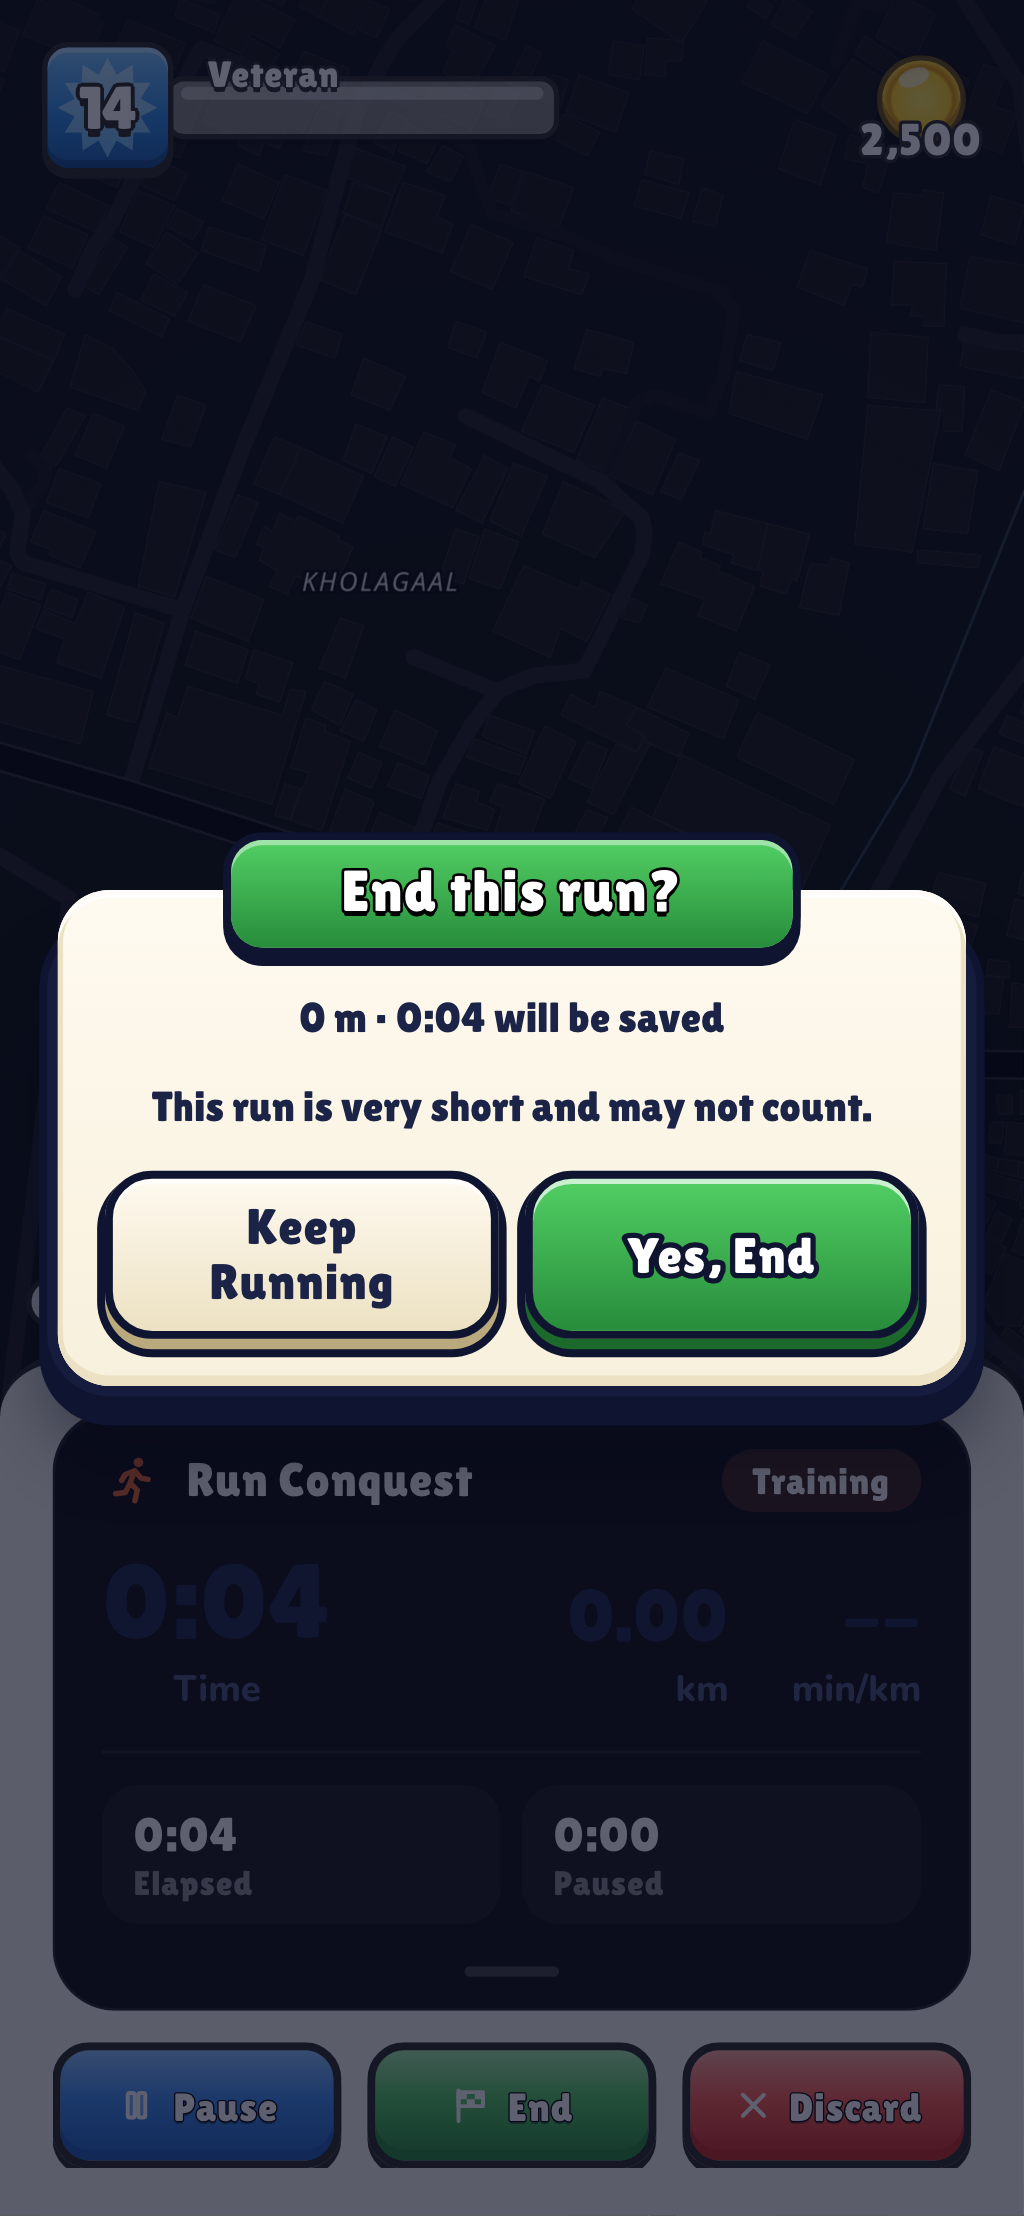 Veteran
14
2,500
KHOLAGAAL
End this run?
0 m · 0:04 will be saved
This run is very short and may not count.
Keep
Running
Yes, End
Run Conquest
Training
0:04
0.00
--
Time
km
min/km
0:04
0:00
Elapsed
Paused
Pause
End
Discard